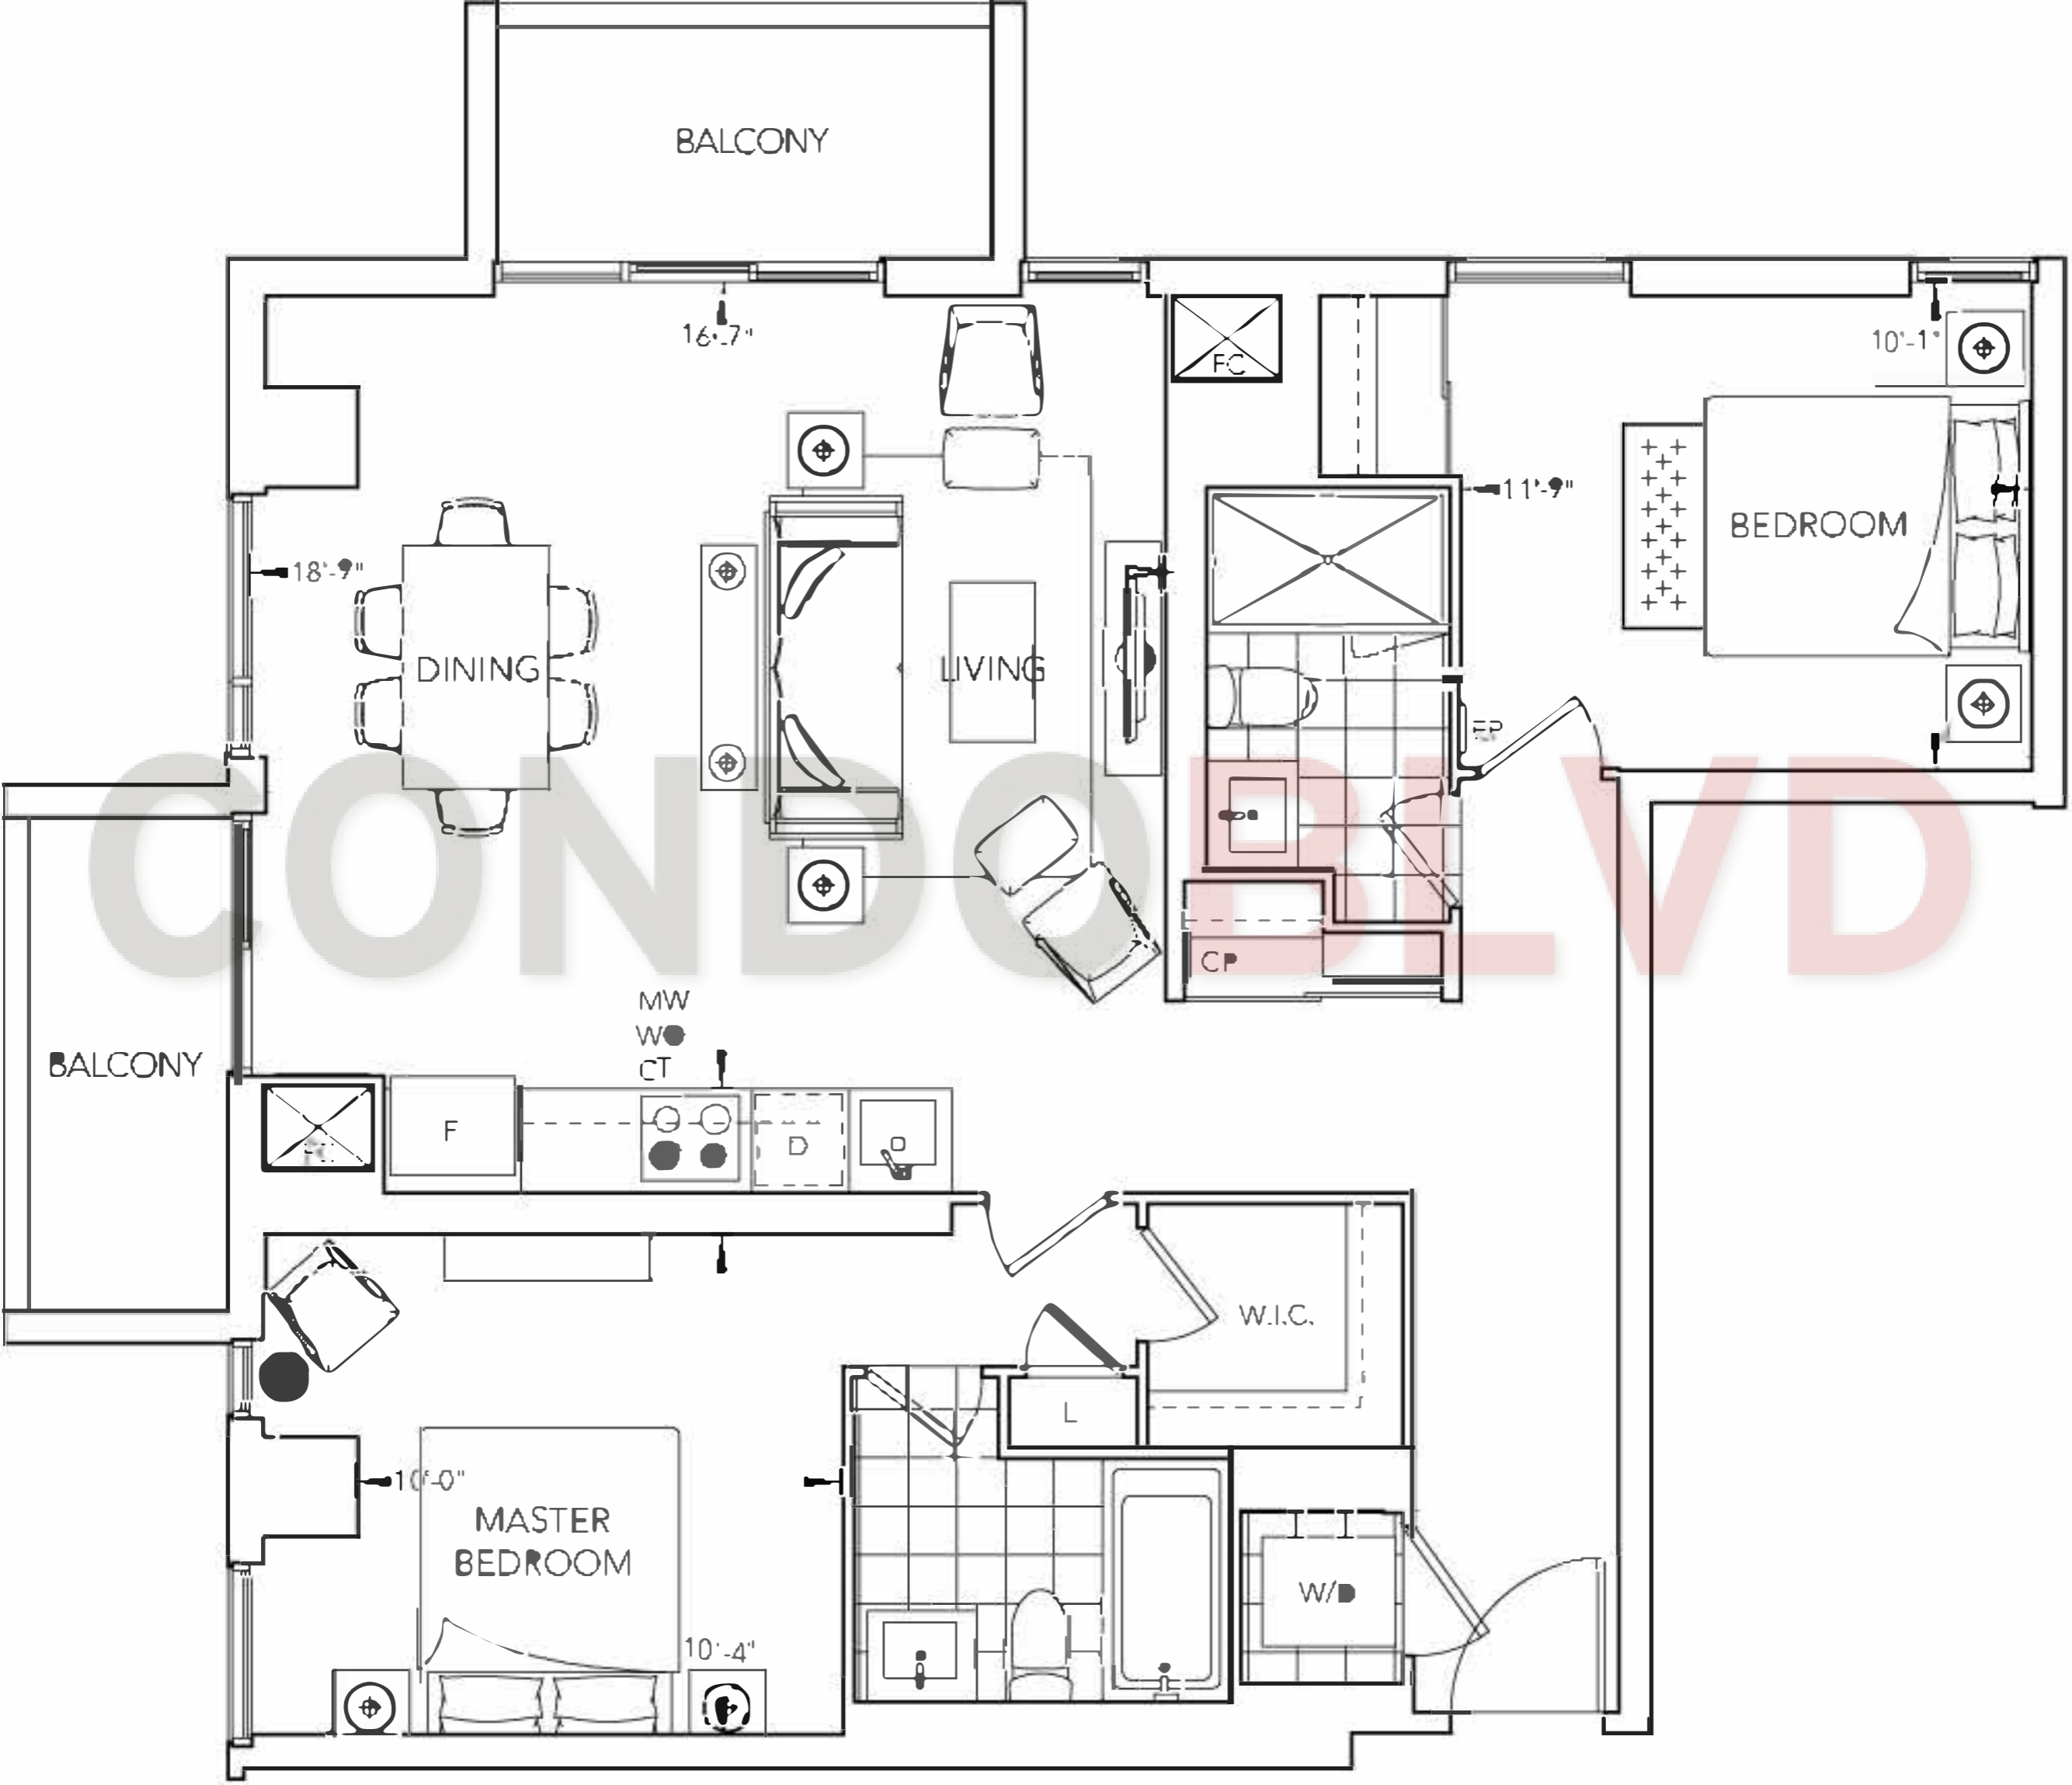 BALCONY
16'-7"
FC
10'-1"
11'-9"
BEDROOM
18'-9"
DINING
LIVING
EP
CONDOBLVD
CP
MW
WO
CT
BALCONY
F
D
W.I.C.
L
10'-0"
MASTER
BEDROOM
W/D
10'-4"